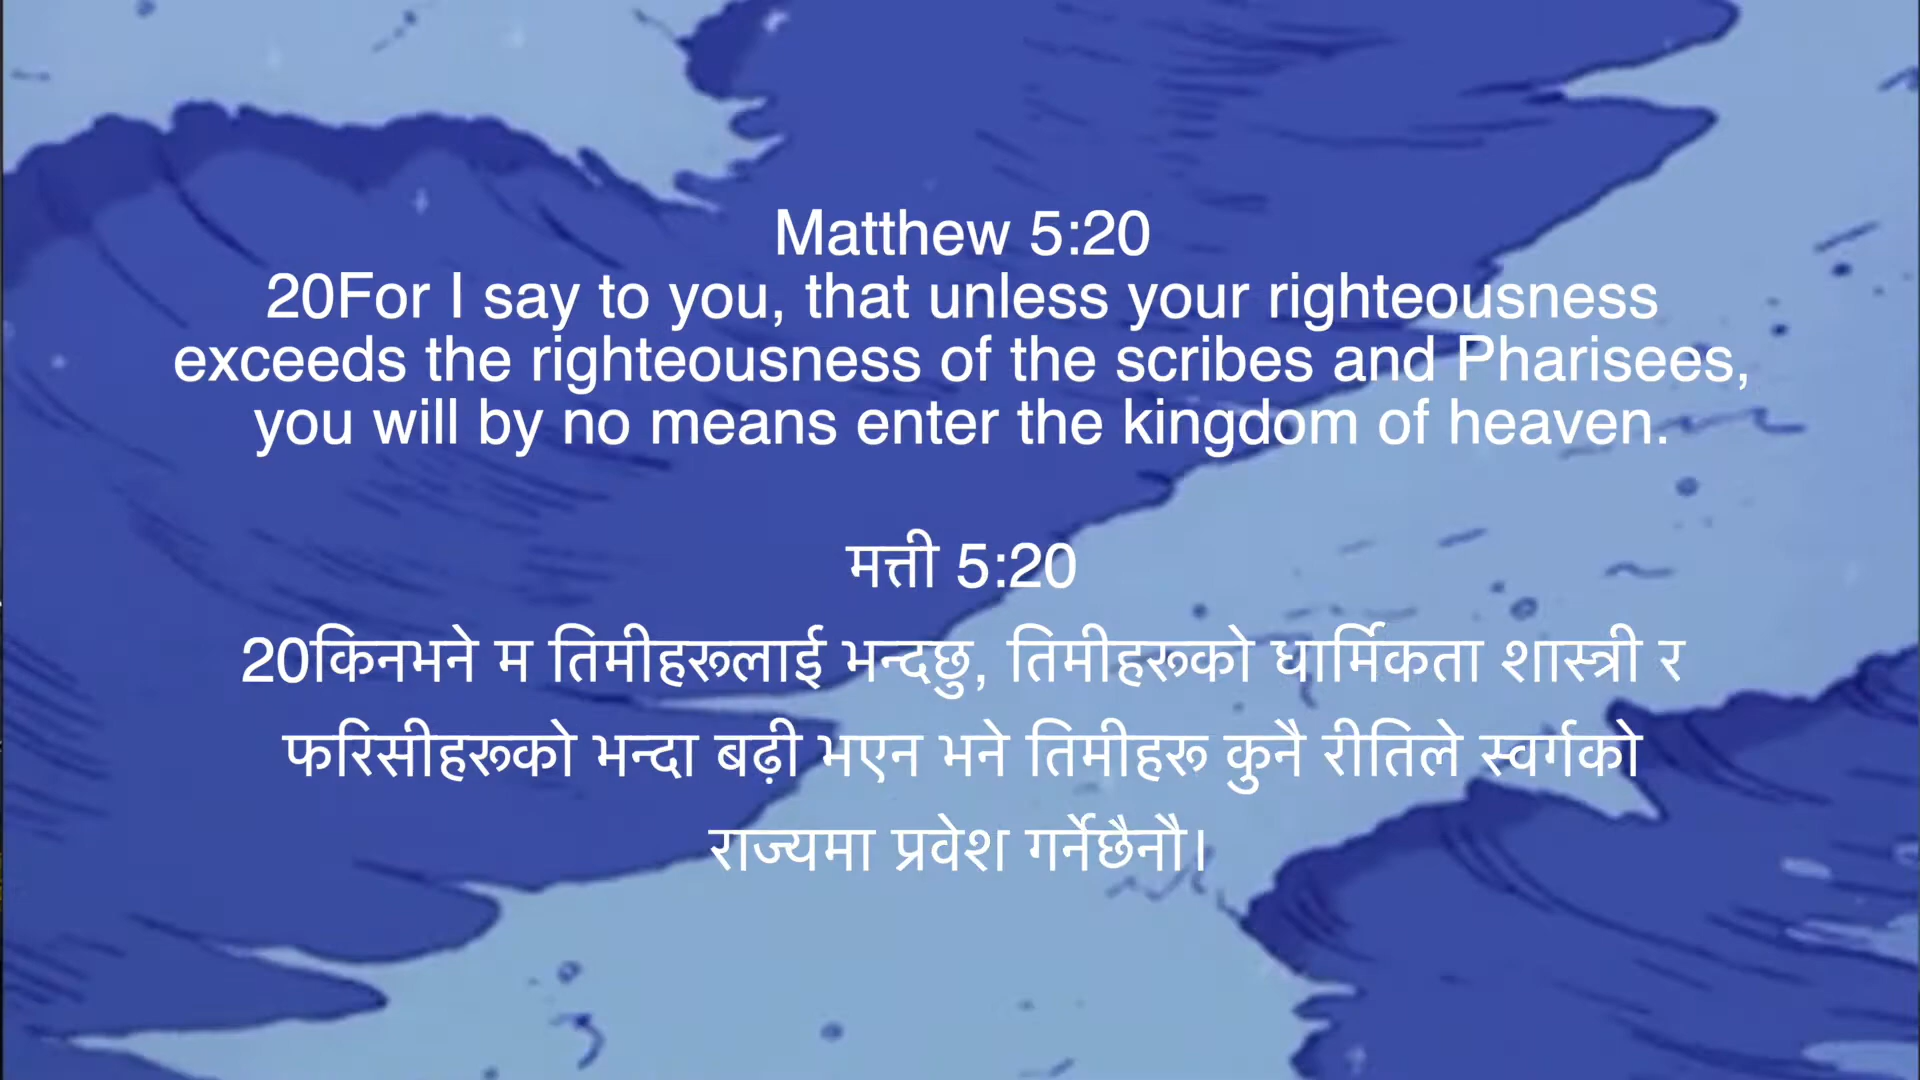 Matthew 5:20
20For I say to you, that unless your righteousness
exceeds the righteousness of the scribes and Pharisees,
you will by no means enter the kingdom of heaven.
मत्ती 5:20
20किनभने म तिमीहरूलाई भन्दछु, तिमीहरूको धार्मिकता शास्त्री र
फरिसीहरूको भन्दा बढ़ी भएन भने तिमीहरू कुनै रीतिले स्वर्गको
राज्यमा प्रवेश गर्नेछैनौ।